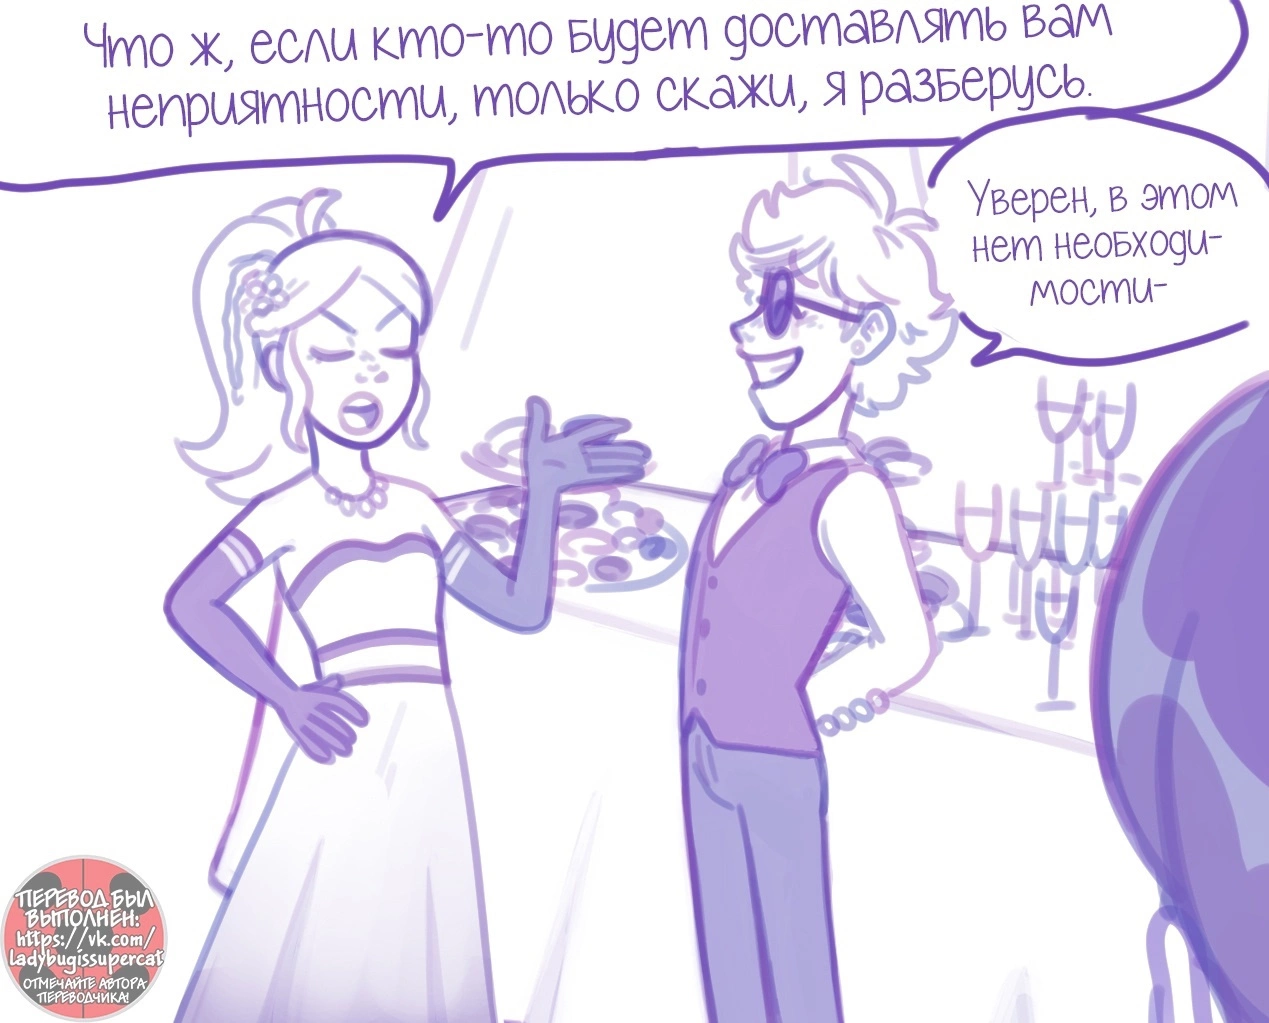 Что ж, если кто-то будет доставлять вам
неприятности, только скажи, я разберусь.
Уверен, в этом
нет необходи-
мости-
ПЕРЕВОД БЫЛ
ВЫПОЛНЕН:
https://vk.com/
ladybugissupercat
ОТМЕЧАЙТЕ АВТОРА
ПЕРЕВОДЧИКА!